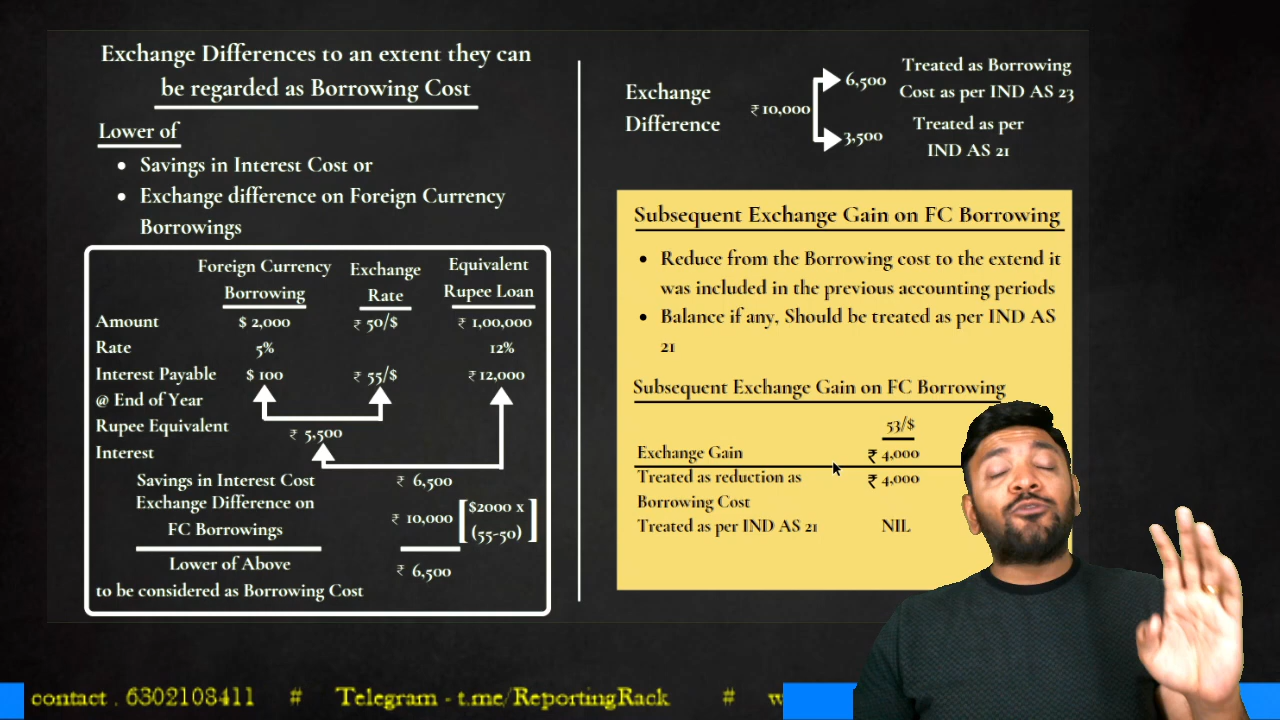 Exchange Differences to an extent they can
be regarded as Borrowing Cost
Lower of
• Savings in Interest Cost or
• Exchange difference on Foreign Currency
Borrowings
Foreign Currency Borrowing Exchange Rate Equivalent Rupee Loan
Amount $ 2,000 ₹ 50/$ ₹ 1,00,000
Rate 5% 12%
Interest Payable $ 100 ₹ 55/$ ₹ 12,000
@ End of Year
Rupee Equivalent
₹ 5,500
Interest
Savings in Interest Cost ₹ 6,500
Exchange Difference on
FC Borrowings ₹ 10,000 [$2000 x
(55-50)]
Lower of Above ₹ 6,500
to be considered as Borrowing Cost
Exchange
Difference
₹ 10,000
6,500 Treated as Borrowing
Cost as per IND AS 23
3,500 Treated as per
IND AS 21
Subsequent Exchange Gain on FC Borrowing
• Reduce from the Borrowing cost to the extend it
was included in the previous accounting periods
• Balance if any, Should be treated as per IND AS
21
Subsequent Exchange Gain on FC Borrowing
53/$
Exchange Gain ₹ 4,000
Treated as reduction as ₹ 4,000
Borrowing Cost
Treated as per IND AS 21 NIL
contact . 6302108411 # Telegram - t.me/ReportingRack # w